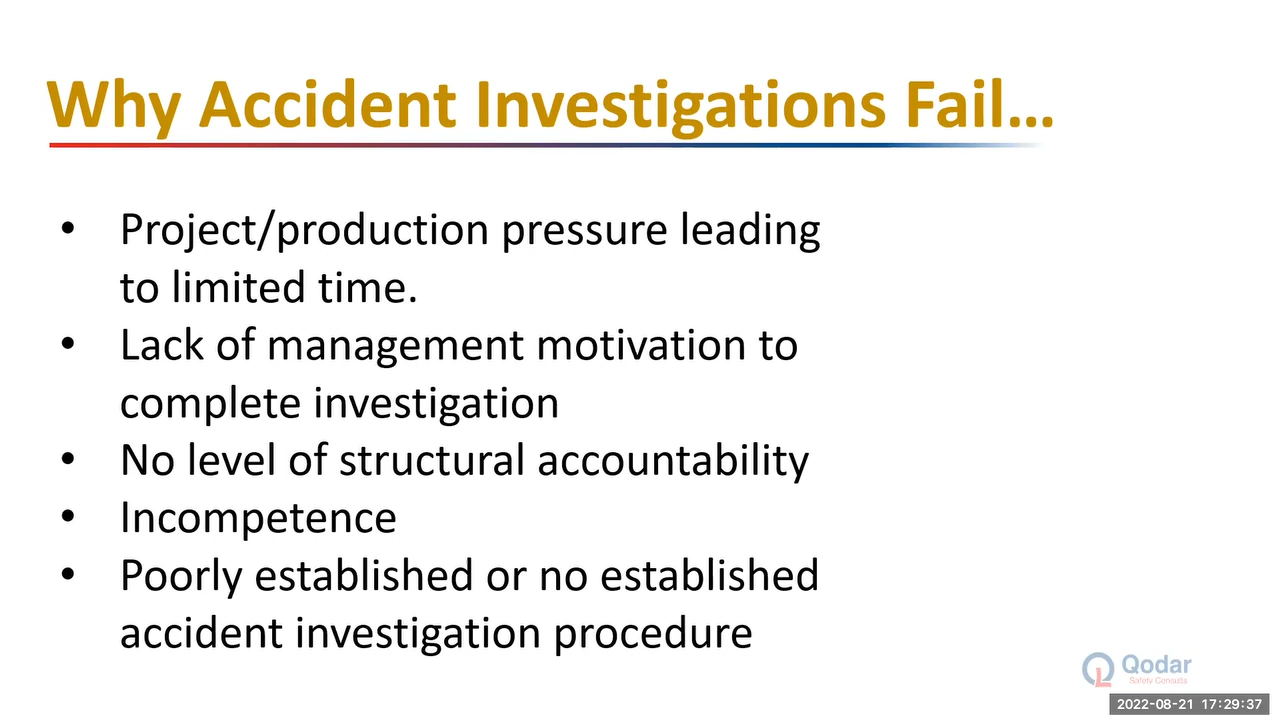 Why Accident Investigations Fail...
• Project/production pressure leading
to limited time.
• Lack of management motivation to
complete investigation
• No level of structural accountability
• Incompetence
• Poorly established or no established
accident investigation procedure
Qodar
Safety Consults
2022-08-21 17:29:37